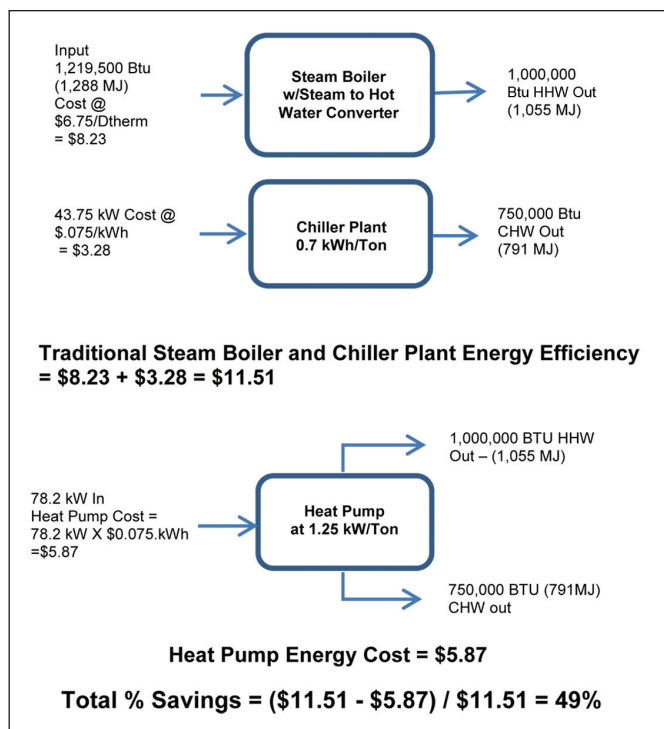 Input
1,219,500 Btu
(1,288 MJ)
Cost @
$6.75/Dtherm
= $8.23
Steam Boiler
w/Steam to Hot
Water Converter
1,000,000
Btu HHW Out
(1,055 MJ)
43.75 kW Cost @
$.075/kWh
= $3.28
Chiller Plant
0.7 kWh/Ton
750,000 Btu
CHW Out
(791 MJ)
Traditional Steam Boiler and Chiller Plant Energy Efficiency
= $8.23 + $3.28 = $11.51
1,000,000 BTU HHW
Out – (1,055 MJ)
78.2 kW In
Heat Pump Cost =
78.2 kW X $0.075.kWh
=$5.87
Heat Pump
at 1.25 kW/Ton
750,000 BTU (791MJ)
CHW out
Heat Pump Energy Cost = $5.87
Total % Savings = ($11.51 - $5.87) / $11.51 = 49%